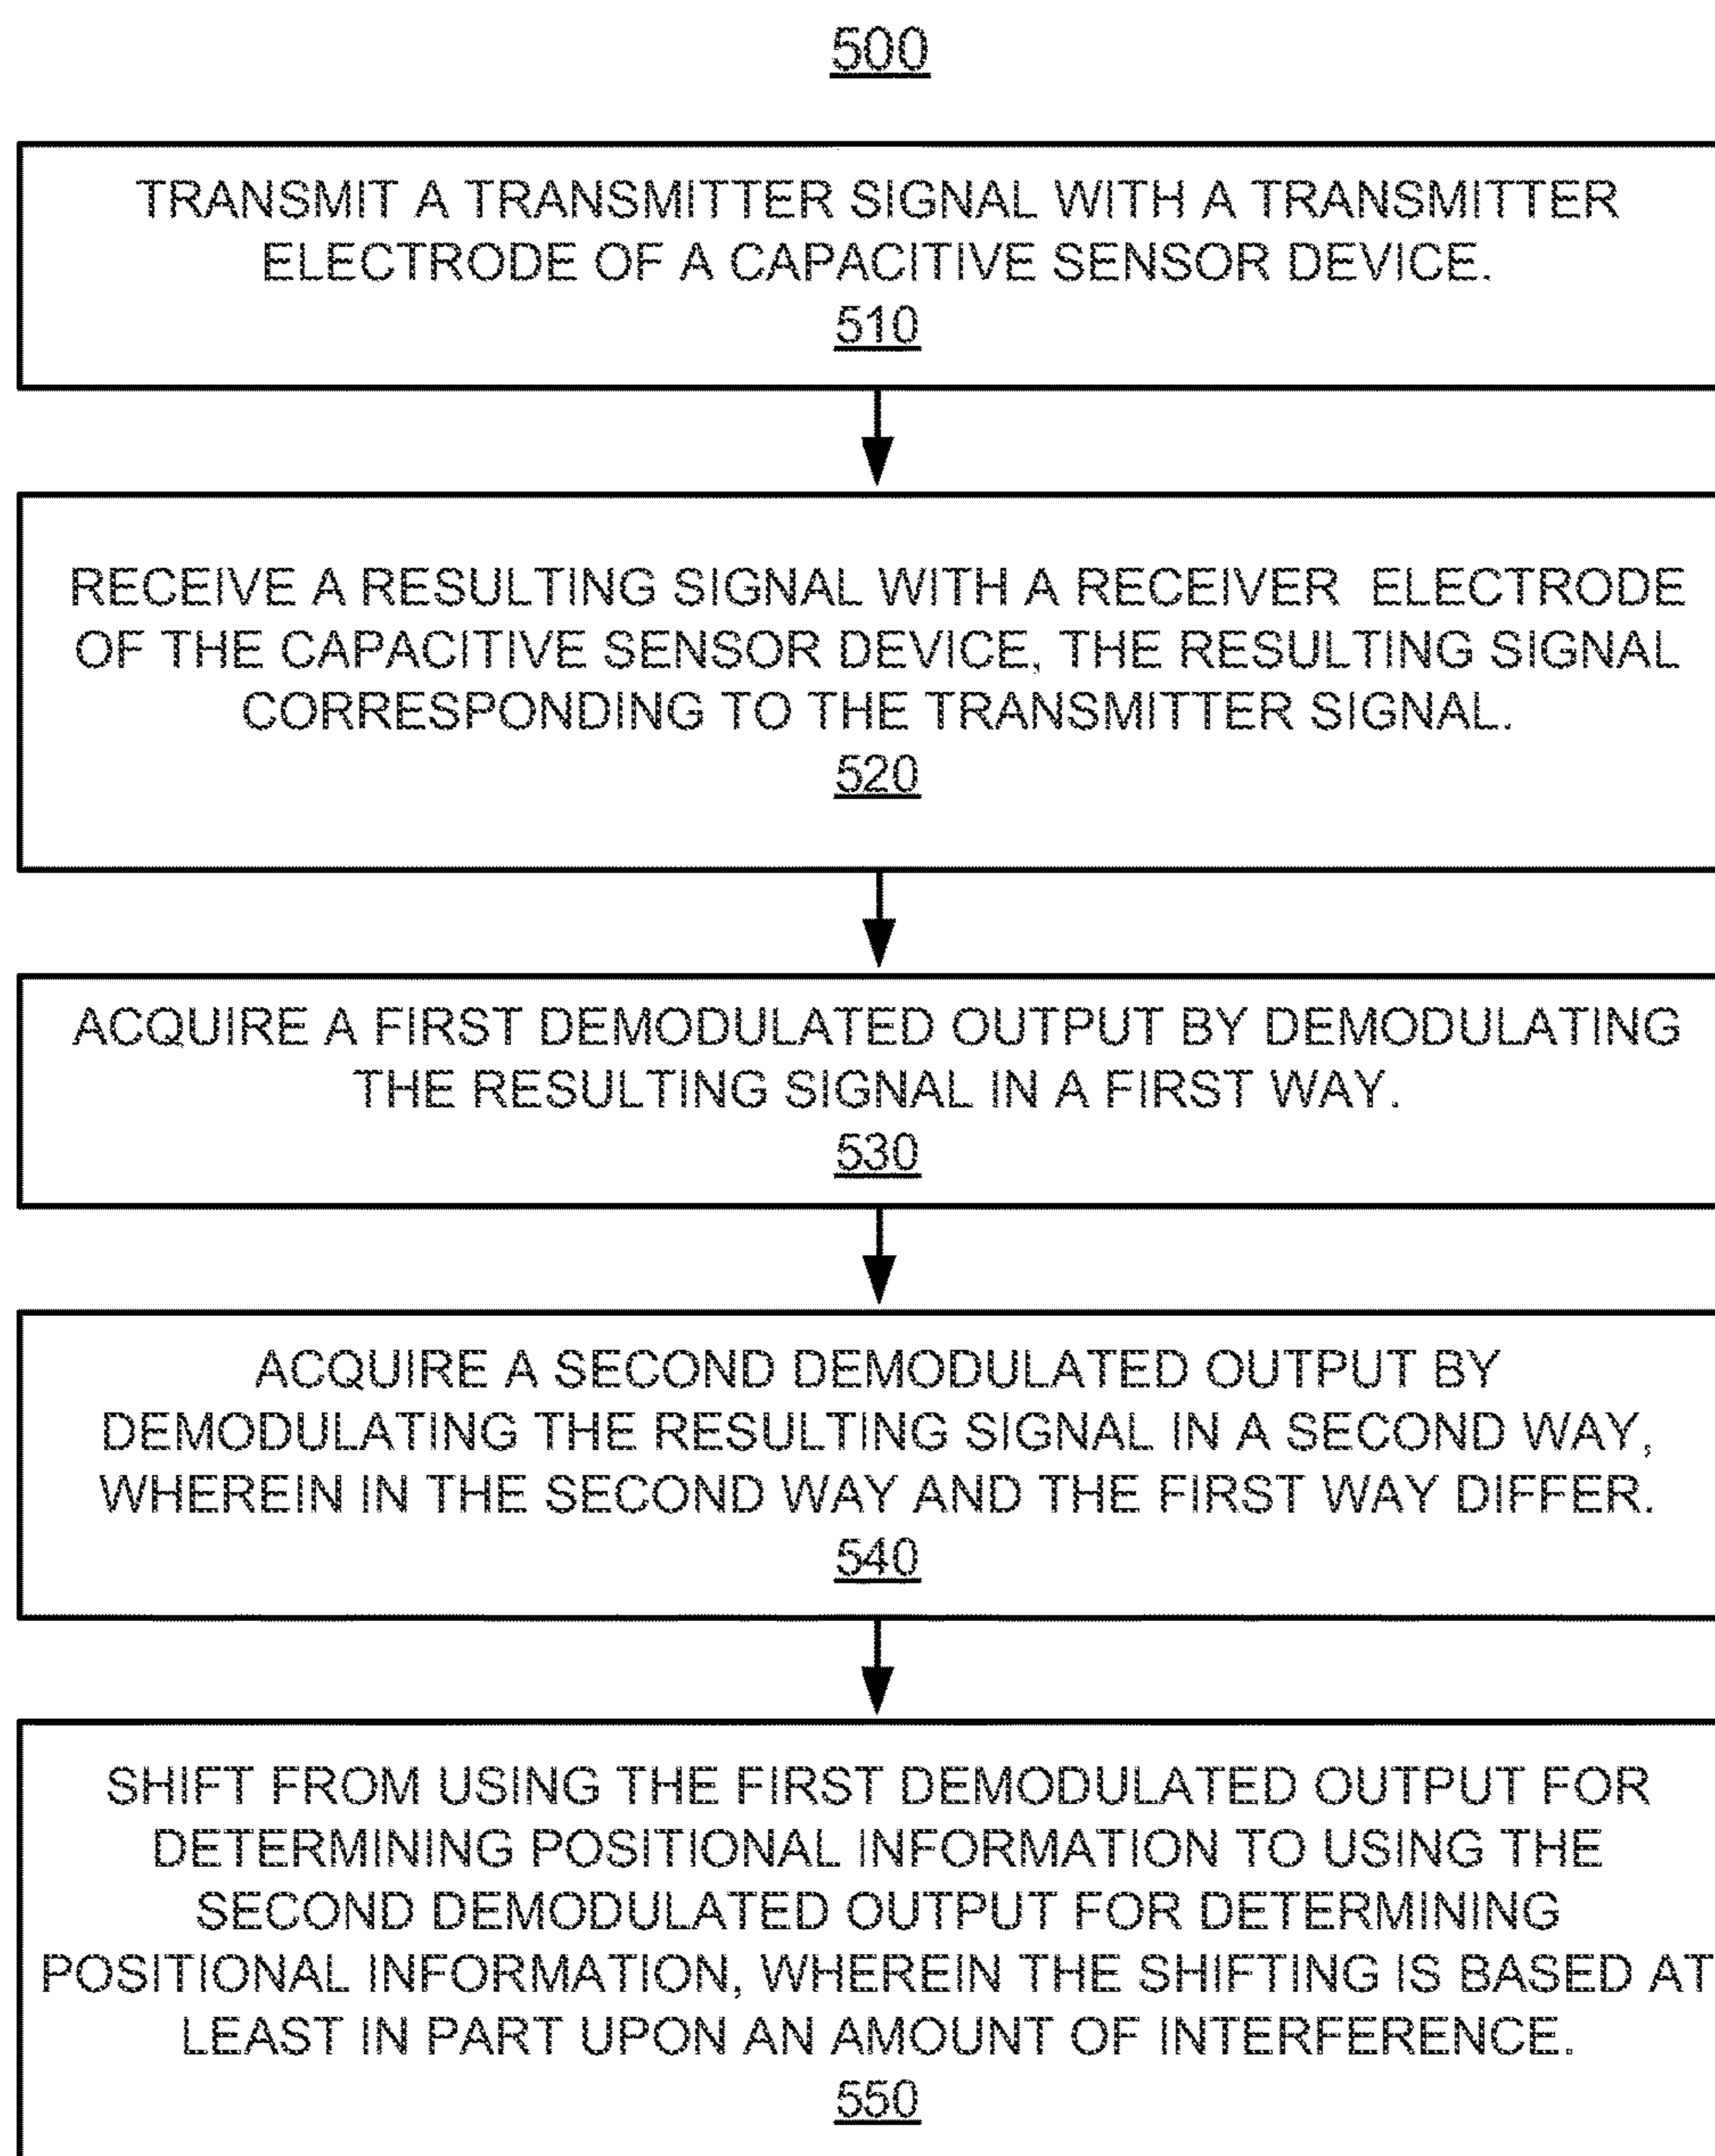 500
TRANSMIT A TRANSMITTER SIGNAL WITH A TRANSMITTER
ELECTRODE OF A CAPACITIVE SENSOR DEVICE.
510
RECEIVE A RESULTING SIGNAL WITH A RECEIVER ELECTRODE
OF THE CAPACITIVE SENSOR DEVICE, THE RESULTING SIGNAL
CORRESPONDING TO THE TRANSMITTER SIGNAL.
520
ACQUIRE A FIRST DEMODULATED OUTPUT BY DEMODULATING
THE RESULTING SIGNAL IN A FIRST WAY.
530
ACQUIRE A SECOND DEMODULATED OUTPUT BY
DEMODULATING THE RESULTING SIGNAL IN A SECOND WAY,
WHEREIN IN THE SECOND WAY AND THE FIRST WAY DIFFER.
540
SHIFT FROM USING THE FIRST DEMODULATED OUTPUT FOR
DETERMINING POSITIONAL INFORMATION TO USING THE
SECOND DEMODULATED OUTPUT FOR DETERMINING
POSITIONAL INFORMATION, WHEREIN THE SHIFTING IS BASED AT
LEAST IN PART UPON AN AMOUNT OF INTERFERENCE.
550